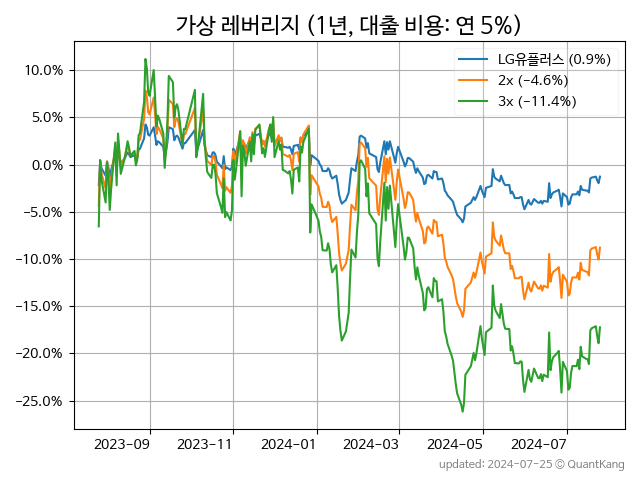 가상 레버리지 (1년, 대출 비용: 연 5%)
LG유플러스 (0.9%)
2x (−4.6%)
3x (−11.4%)
10.0%
5.0%
0.0%
−5.0%
−10.0%
−15.0%
−20.0%
−25.0%
2023-09 2023-11 2024-01 2024-03 2024-05 2024-07
updated: 2024-07-25 © QuantKang